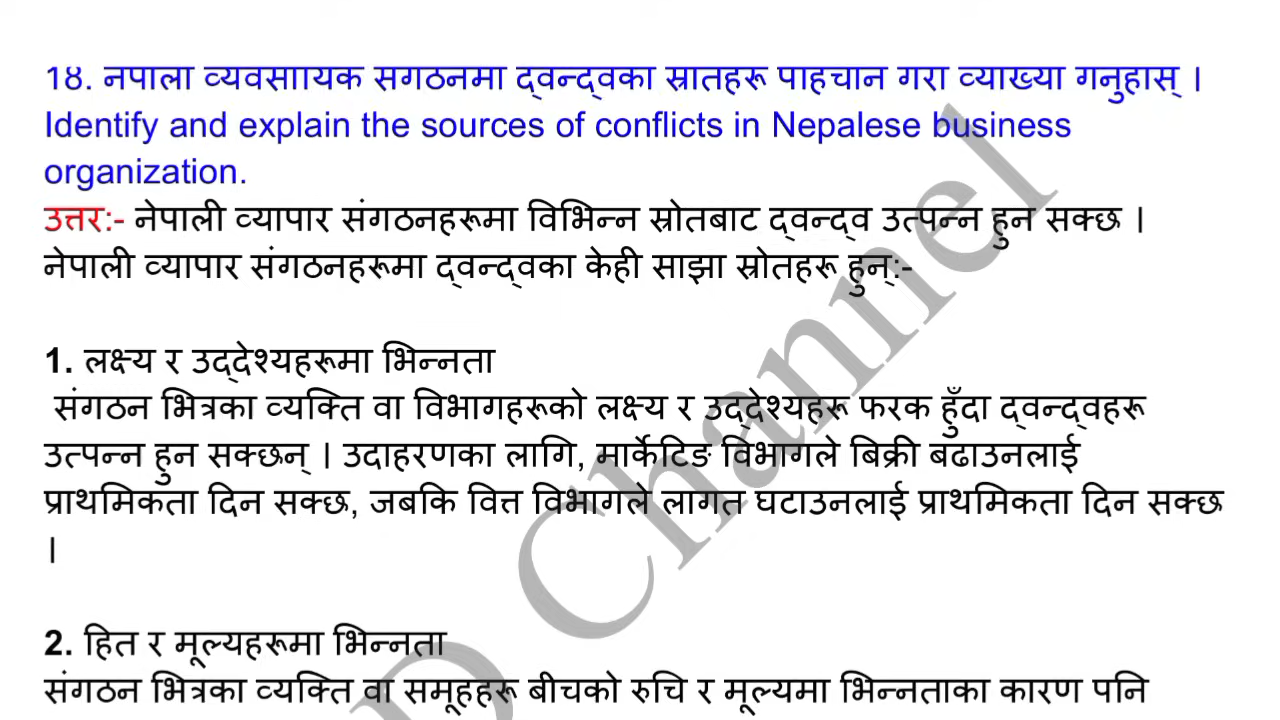 18. नेपाली व्यवसायिक संगठनमा द्वन्द्वका स्रोतहरू पहिचान गरी व्याख्या गर्नुहोस् ।
Identify and explain the sources of conflicts in Nepalese business
organization.
उत्तर:- नेपाली व्यापार संगठनहरूमा विभिन्न स्रोतबाट द्वन्द्व उत्पन्न हुन सक्छ ।
नेपाली व्यापार संगठनहरूमा द्वन्द्वका केही साझा स्रोतहरू हुन्:-
1. लक्ष्य र उद्देश्यहरूमा भिन्नता
संगठन भित्रका व्यक्ति वा विभागहरूको लक्ष्य र उद्देश्यहरू फरक हुँदा द्वन्द्वहरू
उत्पन्न हुन सक्छन् । उदाहरणका लागि, मार्केटिङ विभागले बिक्री बढाउनलाई
प्राथमिकता दिन सक्छ, जबकि वित्त विभागले लागत घटाउनलाई प्राथमिकता दिन सक्छ
।
2. हित र मूल्यहरूमा भिन्नता
संगठन भित्रका व्यक्ति वा समूहहरू बीचको रुचि र मूल्यमा भिन्नताका कारण पनि
D Channel